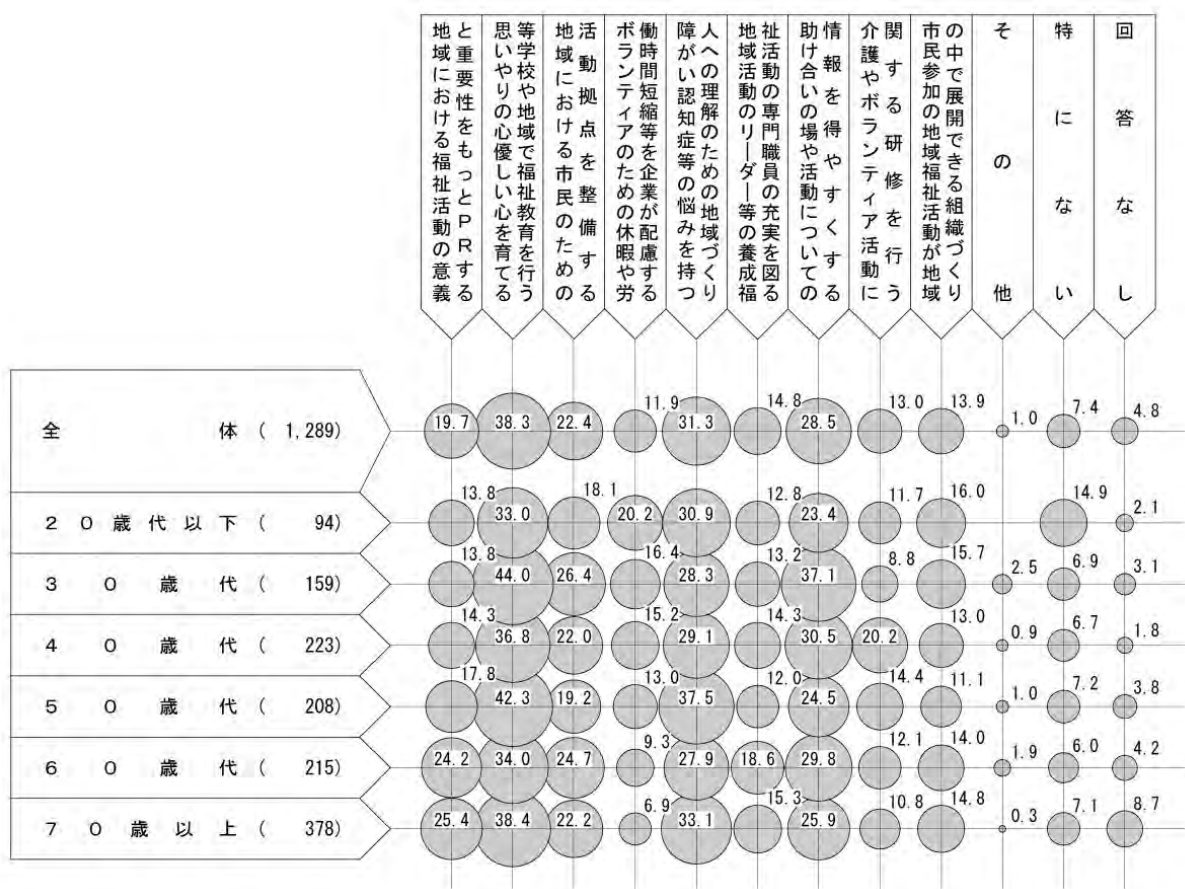 地域における福祉活動の意義
と重要性をもっとPRする
思いやりの心優しい心を育てる
等学校や地域で福祉教育を行う
地域における市民のための
活動拠点を整備する
ボランティアのための休暇や労
働時間短縮等を企業が配慮する
障がい認知症等の悩みを持つ
人への理解のための地域づくり
地域活動のリーダー等の養成福
祉活動の専門職員の充実を図る
助け合いの場や活動についての
情報を得やすくする
介護やボランティア活動に
関する研修を行う
市民参加の地域福祉活動が地域
の中で展開できる組織づくり
その他
特にない
回答なし
全体(1,289) 19.7 38.3 22.4 11.9 31.3 14.8 28.5 13.0 13.9 1.0 7.4 4.8
20歳代以下(94) 13.8 33.0 18.1 20.2 30.9 12.8 23.4 11.7 16.0 14.9 2.1
30歳代(159) 13.8 44.0 26.4 16.4 28.3 13.2 37.1 8.8 15.7 2.5 6.9 3.1
40歳代(223) 14.3 36.8 22.0 15.2 29.1 14.3 30.5 20.2 13.0 0.9 6.7 1.8
50歳代(208) 17.8 42.3 19.2 13.0 37.5 12.0 24.5 14.4 11.1 1.0 7.2 3.8
60歳代(215) 24.2 34.0 24.7 9.3 27.9 18.6 29.8 12.1 14.0 1.9 6.0 4.2
70歳以上(378) 25.4 38.4 22.2 6.9 33.1 15.3 25.9 10.8 14.8 0.3 7.1 8.7